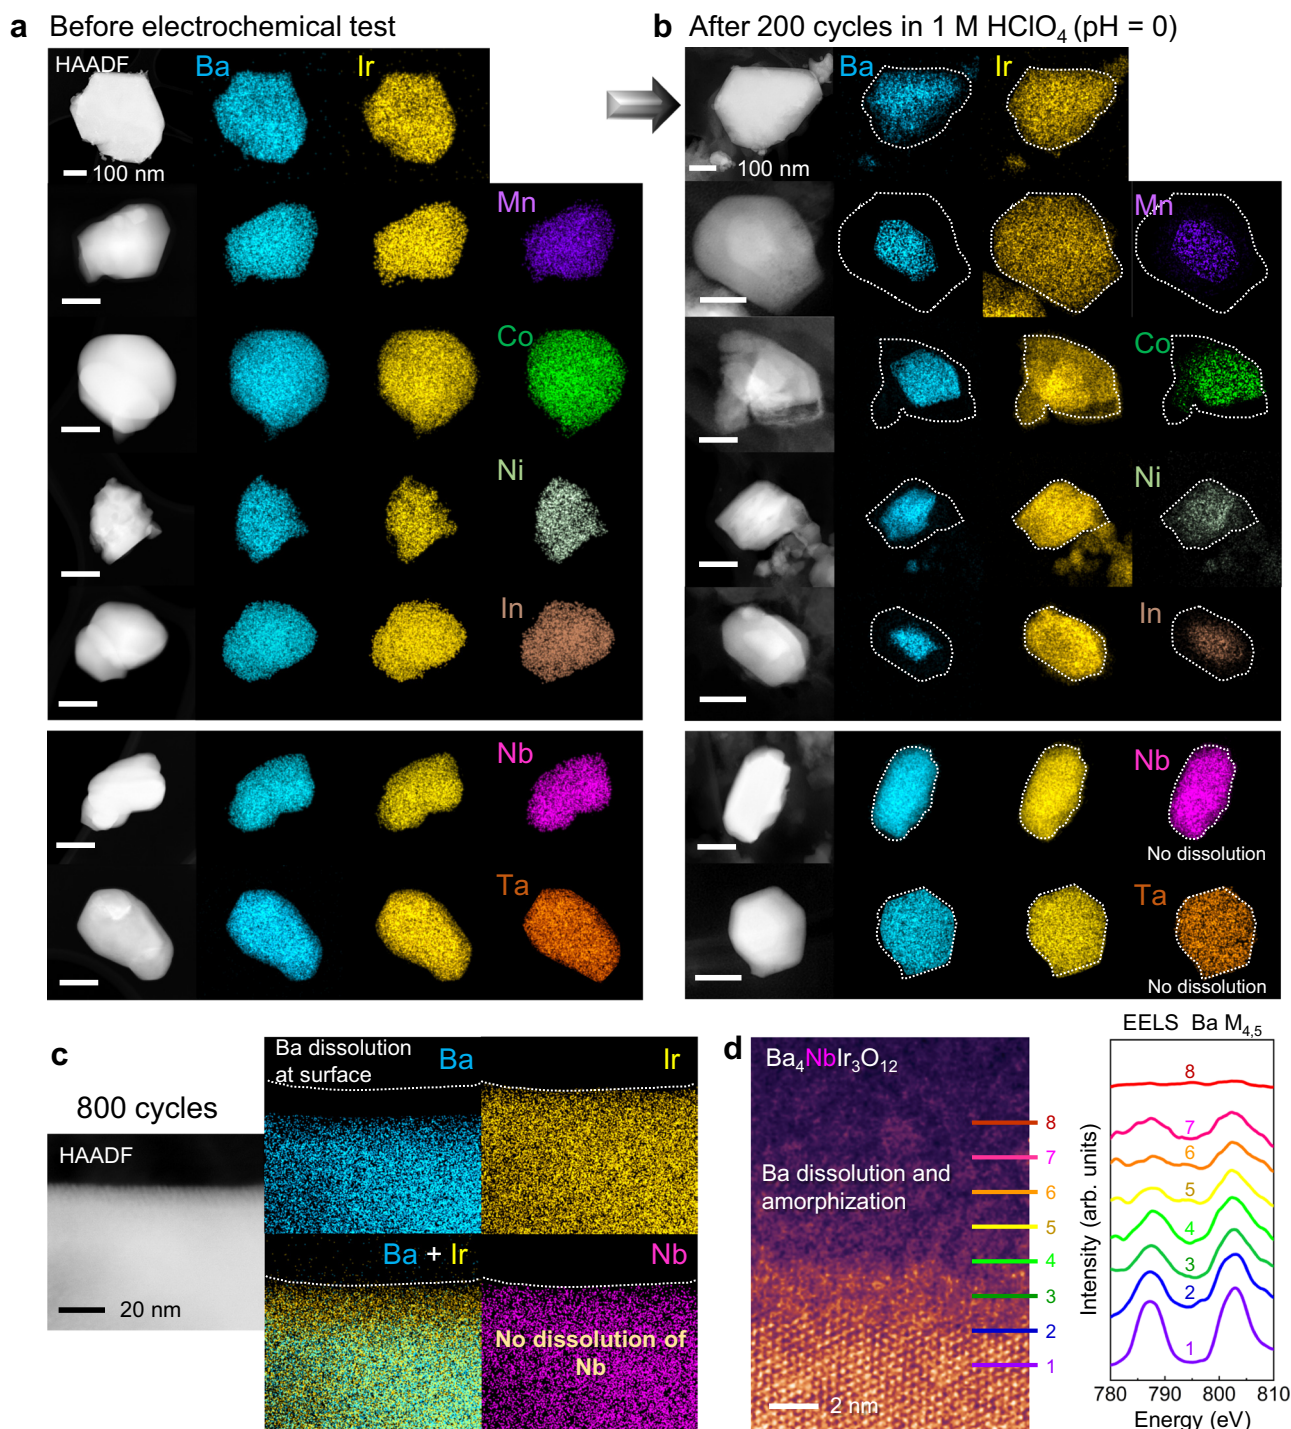 a Before electrochemical test
HAADF Ba Ir
100 nm
Mn
Co
Ni
In
Nb
Ta
b After 200 cycles in 1 M HClO4 (pH = 0)
Ba Ir
100 nm
Mn
Co
Ni
In
Nb
No dissolution
Ta
No dissolution
c
800 cycles
HAADF
20 nm
Ba dissolution
at surface
Ba
Ir
Ba + Ir
Nb
No dissolution of
Nb
d
Ba4NbIr3O12
Ba dissolution and
amorphization
2 nm
8
7
6
5
4
3
2
1
EELS Ba M4,5
Intensity (arb. units)
8
7
6
5
4
3
2
1
780 790 800 810
Energy (eV)